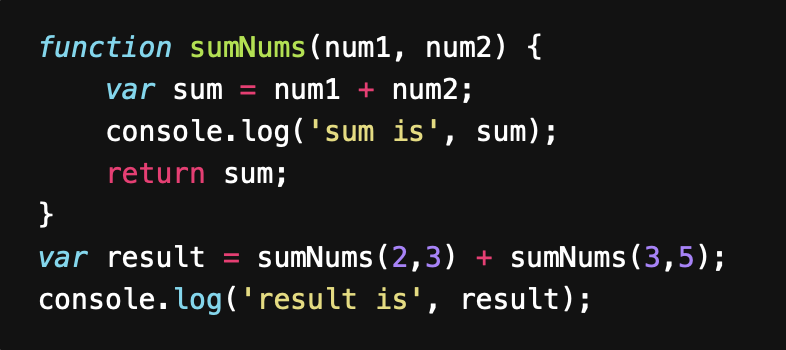 function sumNums(num1, num2) {
    var sum = num1 + num2;
    console.log('sum is', sum);
    return sum;
}
var result = sumNums(2,3) + sumNums(3,5);
console.log('result is', result);